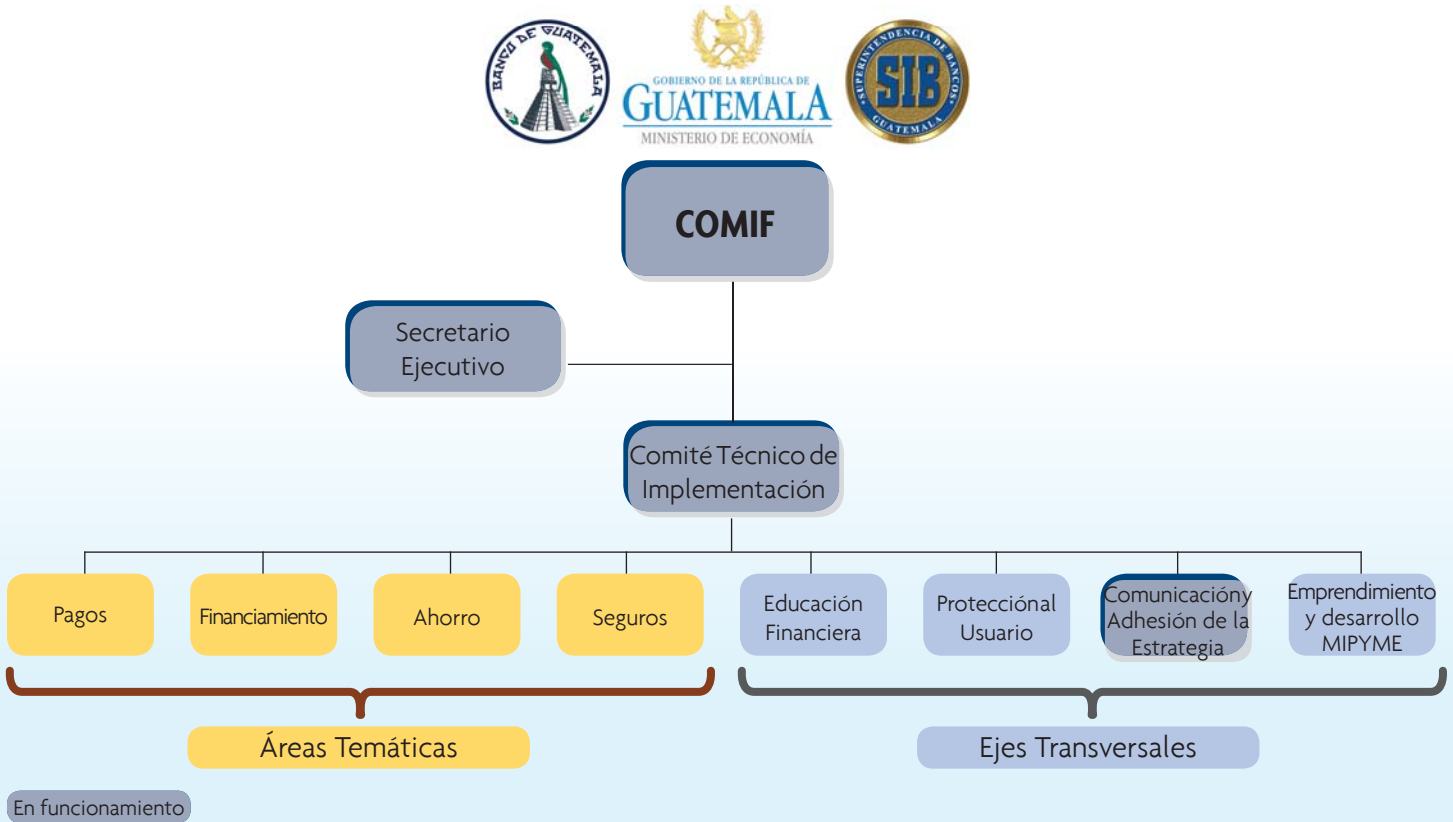 BANCO DE GUATEMALA
GOBIERNO DE LA REPÚBLICA DE
GUATEMALA
MINISTERIO DE ECONOMÍA
SUPERINTENDENCIA DE BANCOS
SIB
GUATEMALA
COMIF
Secretario
Ejecutivo
Comité Técnico de
Implementación
Pagos
Financiamiento
Ahorro
Seguros
Educación
Financiera
Protecciónal
Usuario
Comunicacióny
Adhesión de la
Estrategia
Emprendimiento
y desarrollo
MIPYME
Áreas Temáticas
Ejes Transversales
En funcionamiento